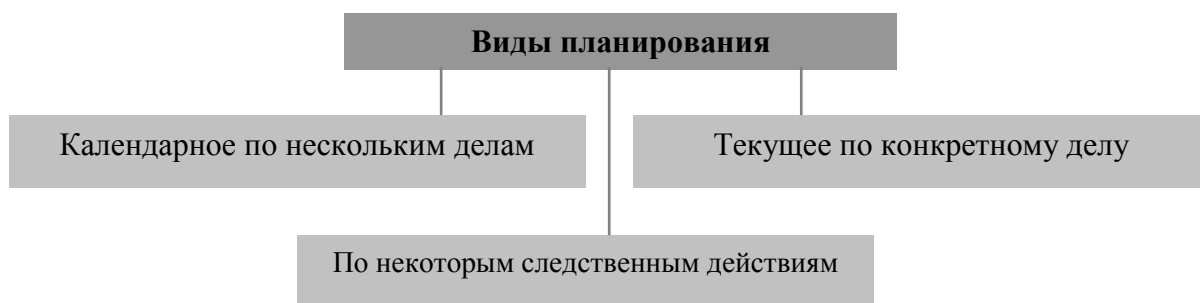 Виды планирования
Календарное по нескольким делам
Текущее по конкретному делу
По некоторым следственным действиям